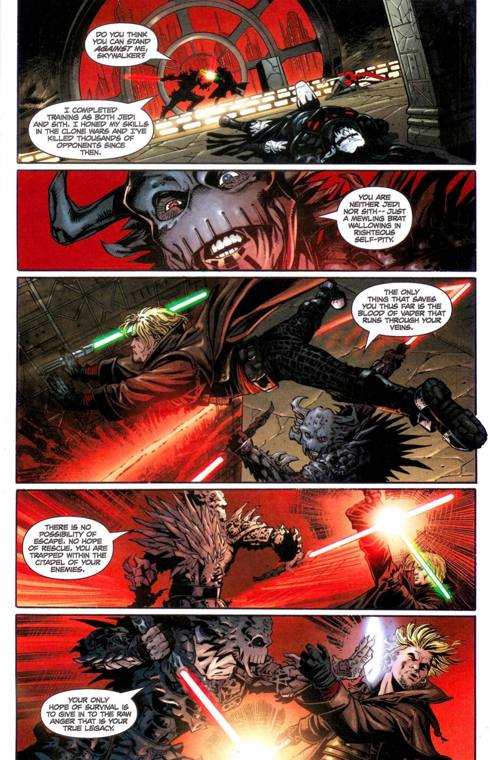 DO YOU THINK
YOU CAN STAND
AGAINST ME,
SKYWALKER?
I COMPLETED
TRAINING AS BOTH JEDI
AND SITH. I HONED MY SKILLS
IN THE CLONE WARS AND I'VE
KILLED THOUSANDS OF
OPPONENTS SINCE
THEN.
YOU ARE
NEITHER JEDI
NOR SITH-- JUST
A MEWLING BRAT
WALLOWING IN
RIGHTEOUS
SELF-PITY.
THE ONLY
THING THAT SAVES
YOU THUS FAR IS THE
BLOOD OF VADER THAT
RUNS THROUGH YOUR
VEINS.
THERE IS NO
POSSIBILITY OF
ESCAPE. NO HOPE
OF RESCUE. YOU ARE
TRAPPED WITHIN THE
CITADEL OF YOUR
ENEMIES.
YOUR ONLY
HOPE OF SURVIVAL IS
TO GIVE IN TO THE RAW
ANGER THAT IS YOUR
TRUE LEGACY.